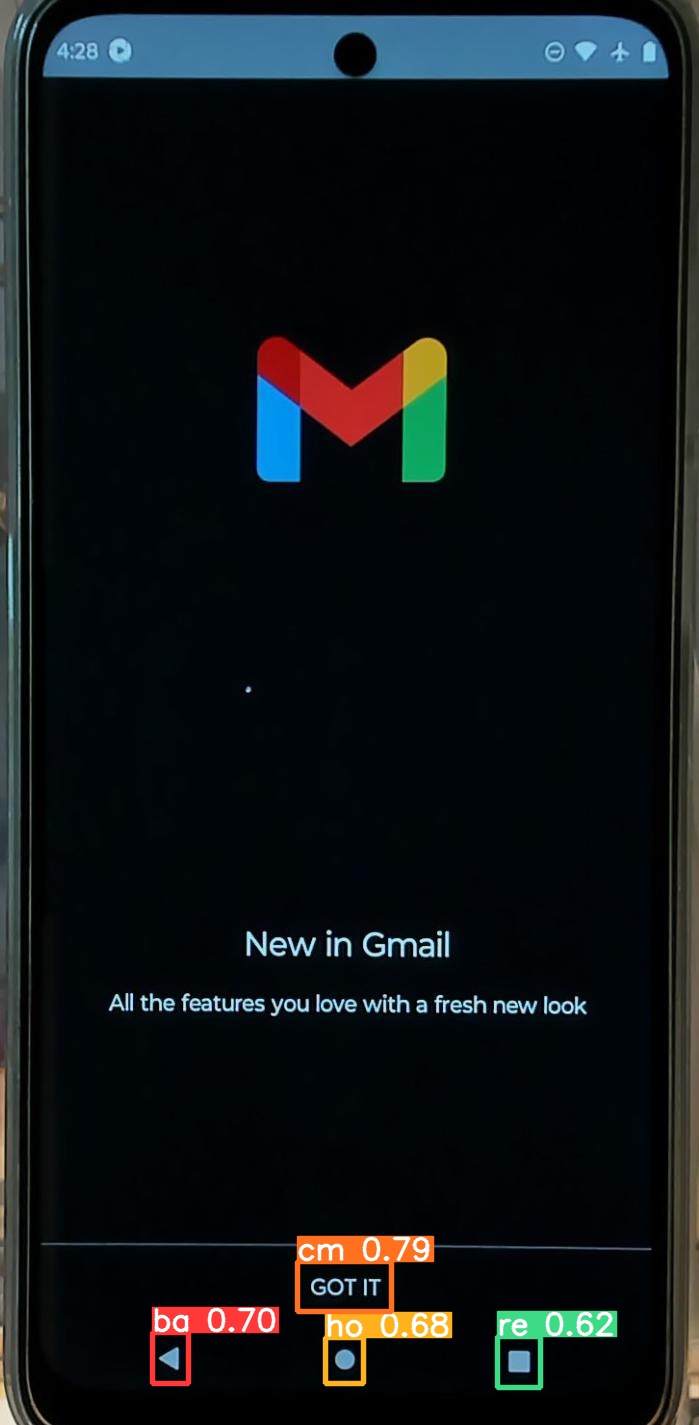 4:28
New in Gmail
All the features you love with a fresh new look
cm 0.79
GOT IT
ba 0.70
ho 0.68
re 0.62